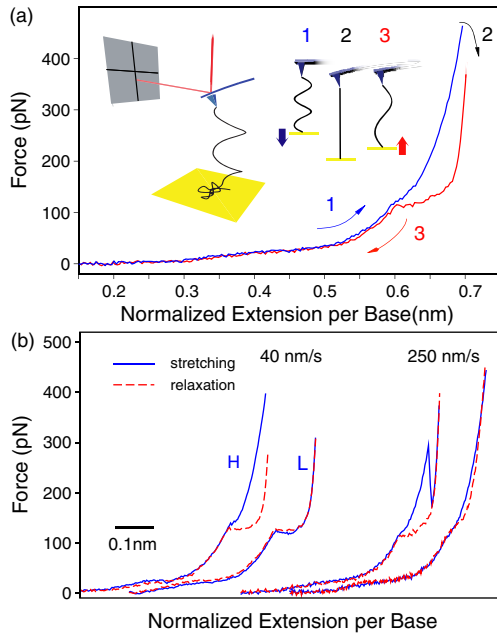 (a)
1 2 3
2
400
300
200
100
0
Force (pN)
1
3
0.2 0.3 0.4 0.5 0.6 0.7
Normalized Extension per Base(nm)
(b)
500
400
300
200
100
0
Force (pN)
stretching
relaxation
40 nm/s
250 nm/s
H
L
0.1nm
Normalized Extension per Base